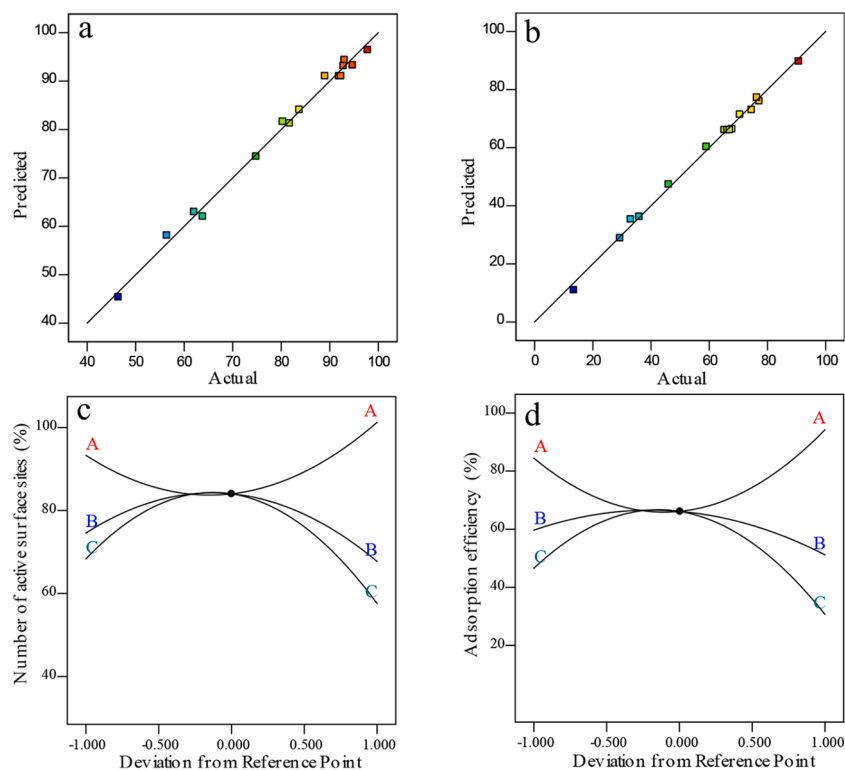 a
100
90
80
70
60
50
40
Predicted
40 50 60 70 80 90 100
Actual
b
100
80
60
40
20
0
Predicted
0 20 40 60 80 100
Actual
c
100
80
60
40
Number of active surface sites (%)
A A
B B
C C
-1.000 -0.500 0.000 0.500 1.000
Deviation from Reference Point
d
100
80
60
40
20
Adsorption efficiency (%)
A A
B B
C C
-1.000 -0.500 0.000 0.500 1.000
Deviation from Reference Point